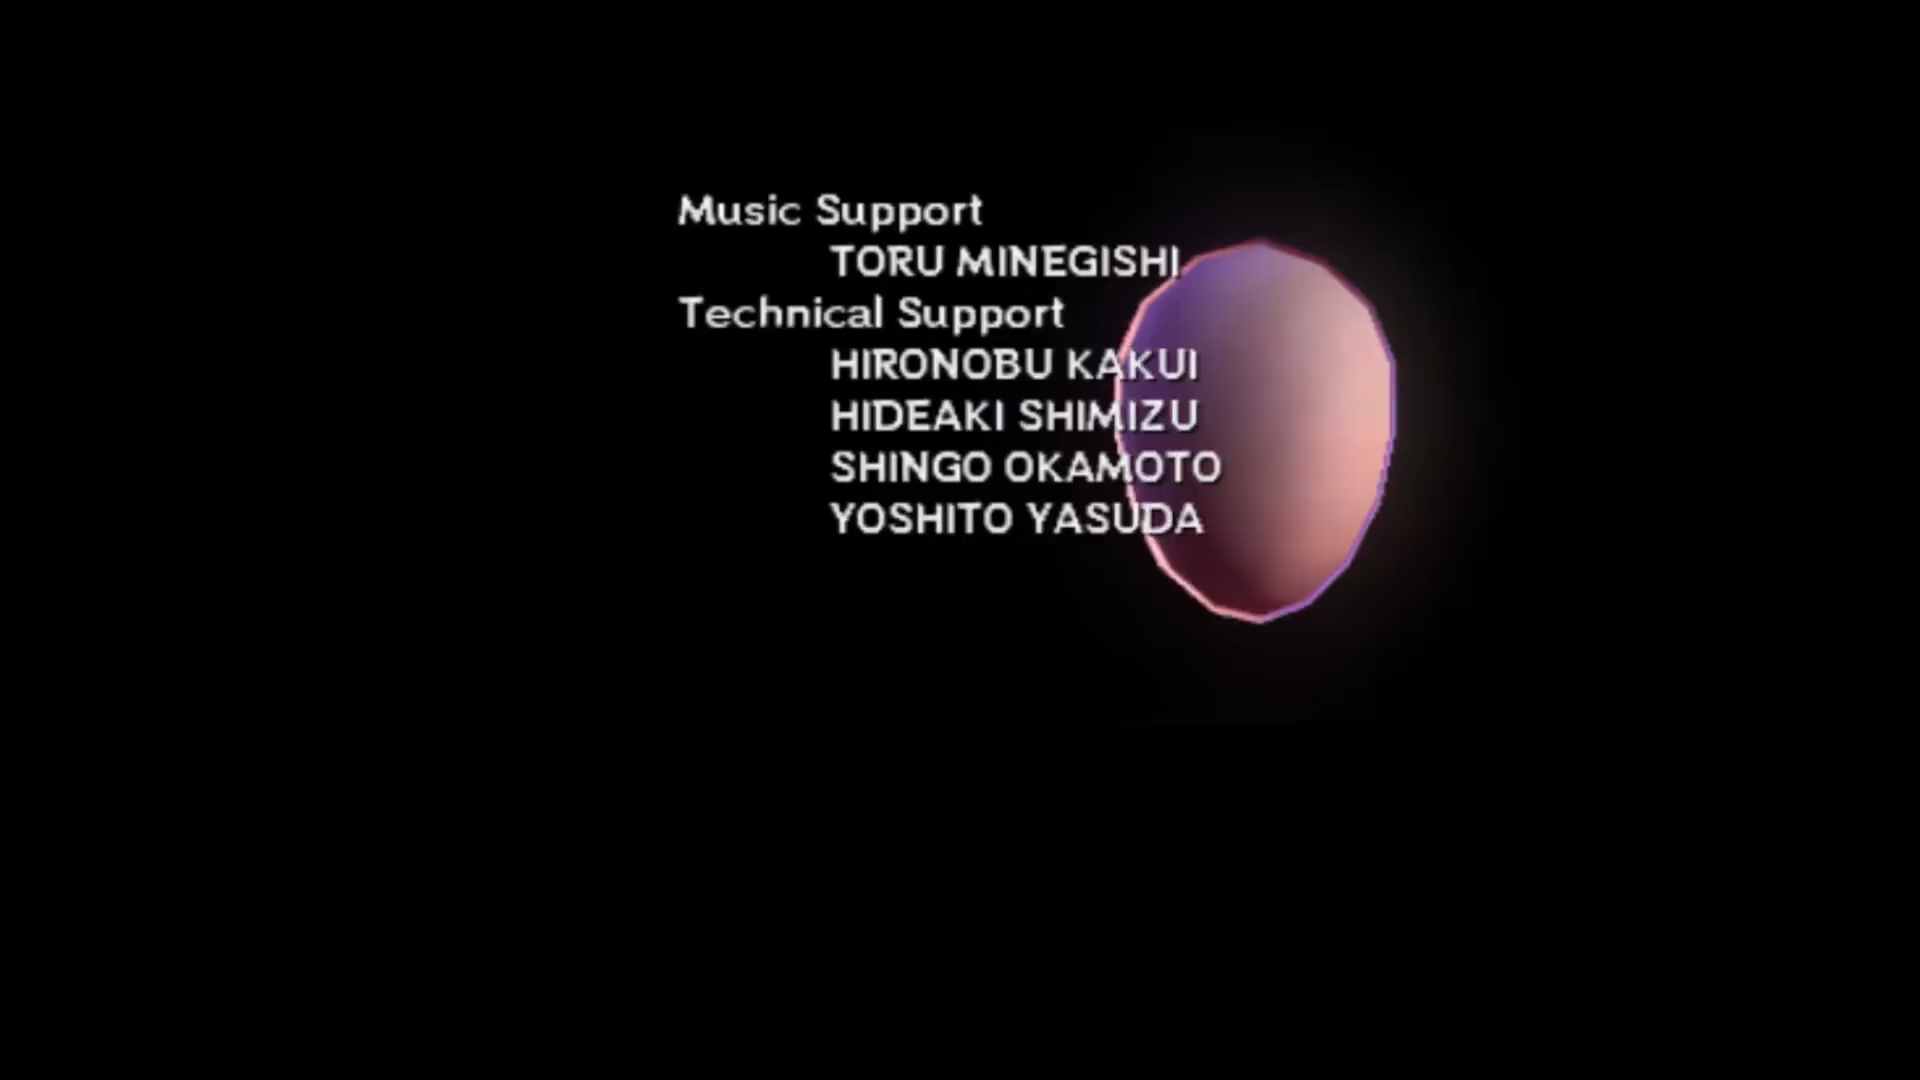 Music Support
TORU MINEGISHI
Technical Support
HIRONOBU KAKUI
HIDEAKI SHIMIZU
SHINGO OKAMOTO
YOSHITO YASUDA